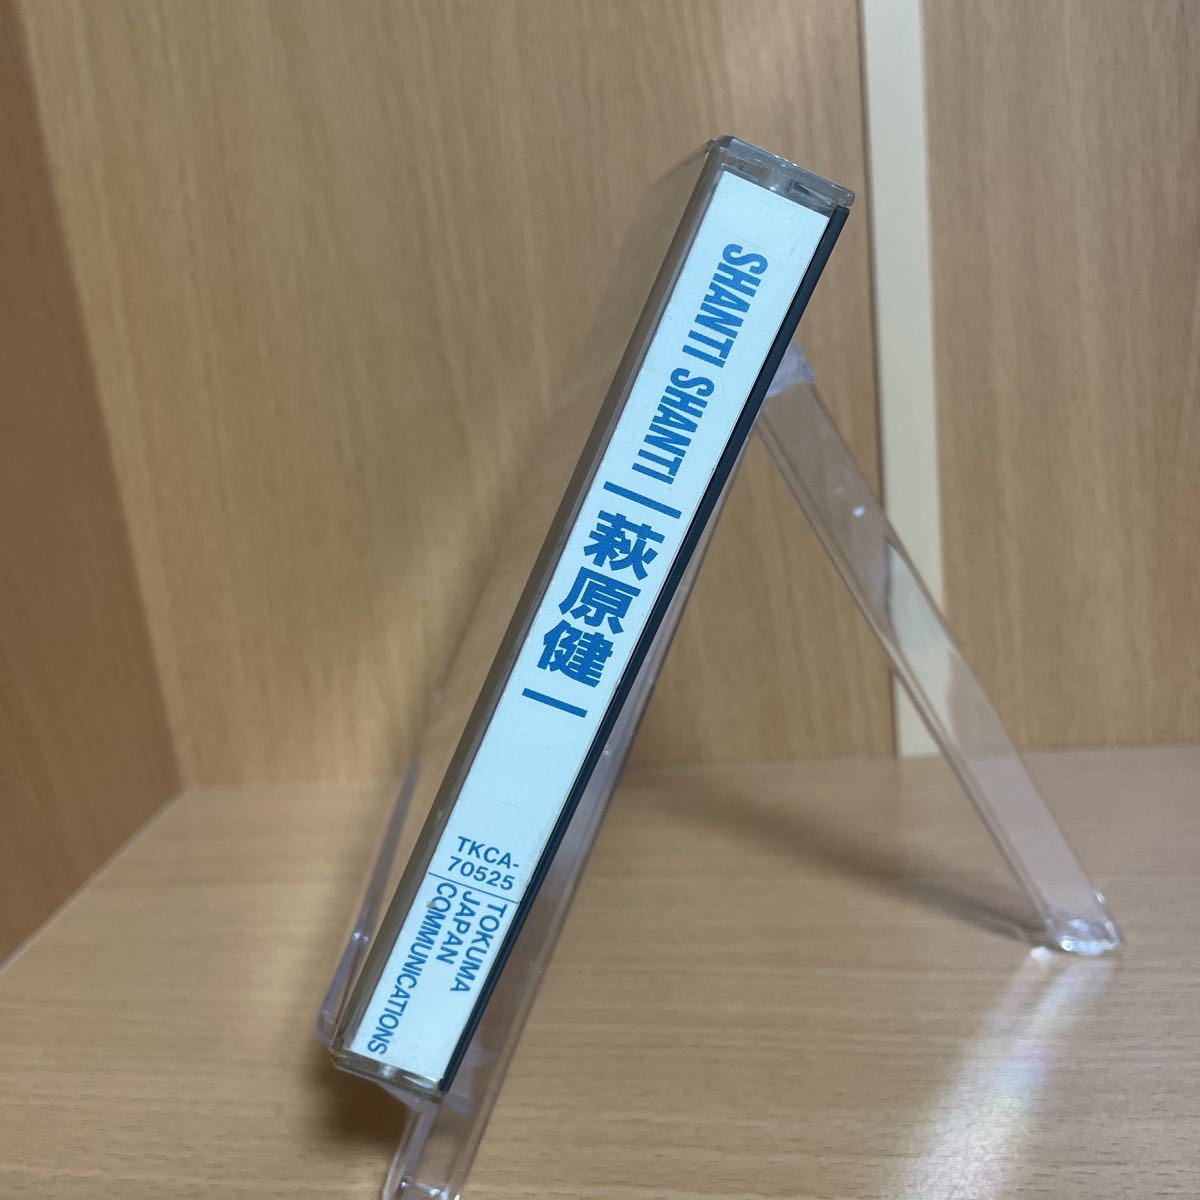 SHANTI SHANTI | 萩原健一
TKCA-
70525
TOKUMA
JAPAN
COMMUNICATIONS